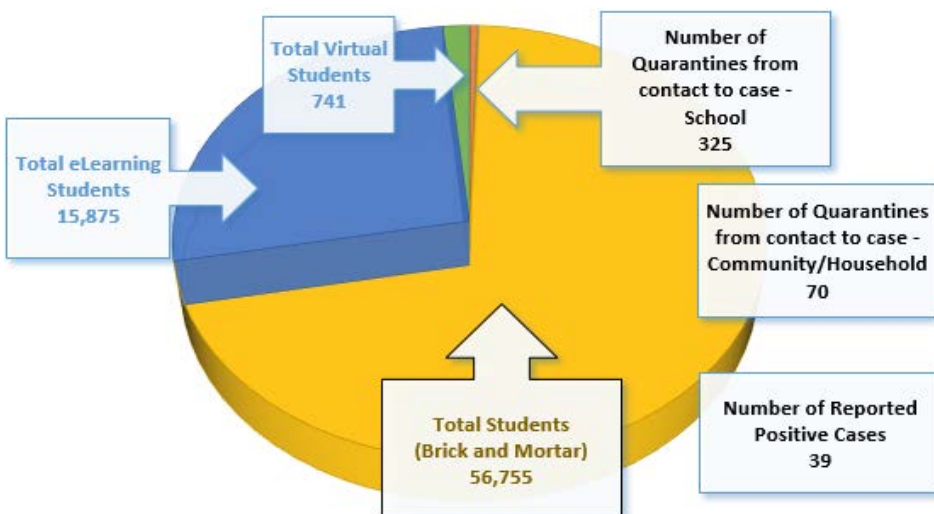 Total Virtual
Students
741
Number of
Quarantines from
contact to case -
School
325
Total eLearning
Students
15,875
Number of Quarantines
from contact to case -
Community/Household
70
Total Students
(Brick and Mortar)
56,755
Number of Reported
Positive Cases
39